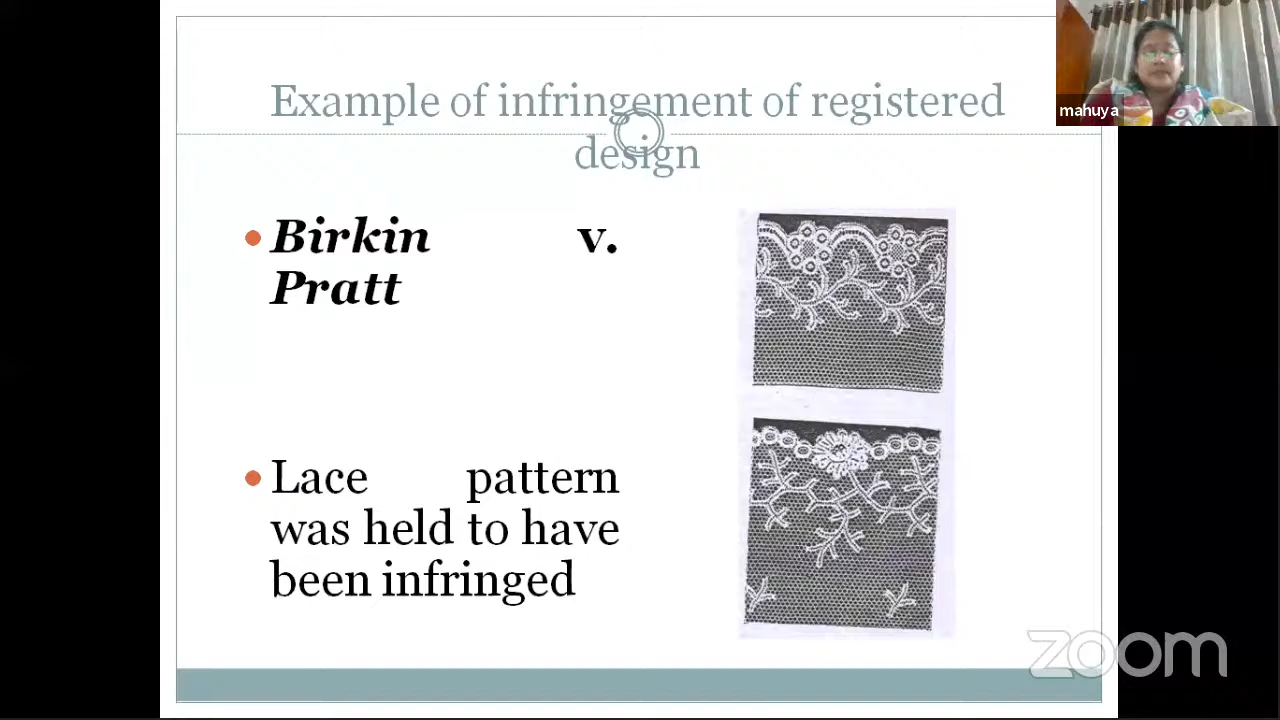 Example of infringement of registered
design
mahuya
• Birkin v.
Pratt
• Lace pattern
was held to have
been infringed
zoom